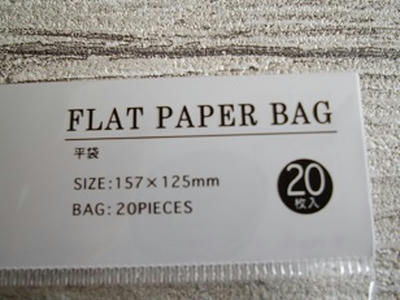 FLAT PAPER BAG
平袋
SIZE:157×125mm
BAG: 20PIECES
20
枚入